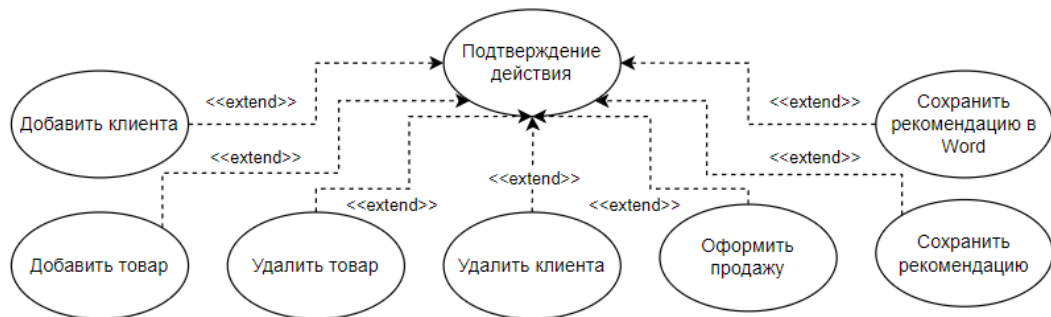 Подтверждение
действия
<<extend>>
<<extend>>
Добавить клиента
Сохранить
рекомендацию в
Word
<<extend>>
<<extend>>
<<extend>>
<<extend>>
<<extend>>
Добавить товар
Удалить товар
Удалить клиента
Оформить
продажу
Сохранить
рекомендацию